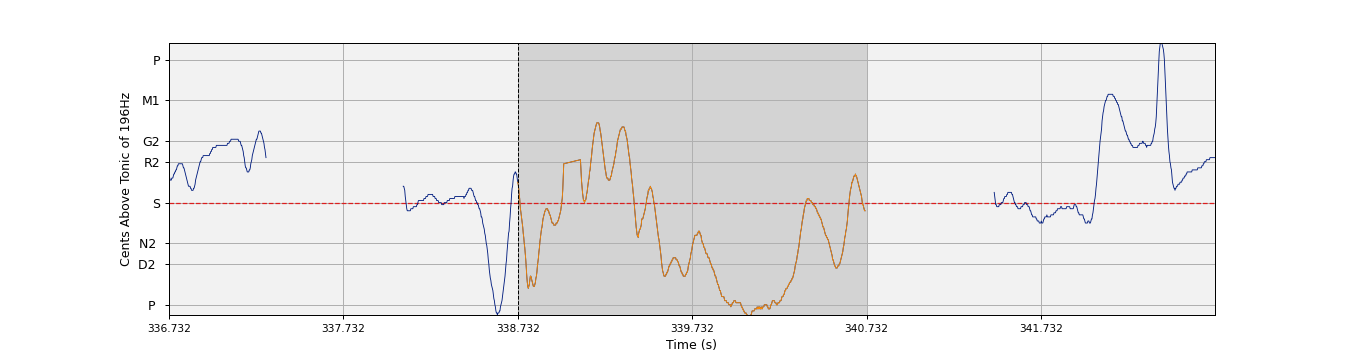 Cents Above Tonic of 196Hz
P
M1
G2
R2
S
N2
D2
P
336.732 337.732 338.732 339.732 340.732 341.732
Time (s)